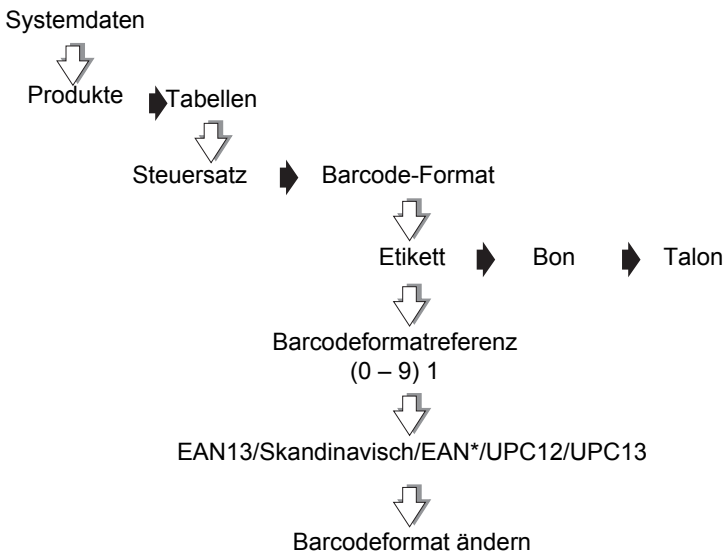 Systemdaten
Produkte Tabellen
Steuersatz Barcode-Format
Etikett Bon Talon
Barcodeformatreferenz
(0 – 9) 1
EAN13/Skandinavisch/EAN*/UPC12/UPC13
Barcodeformat ändern